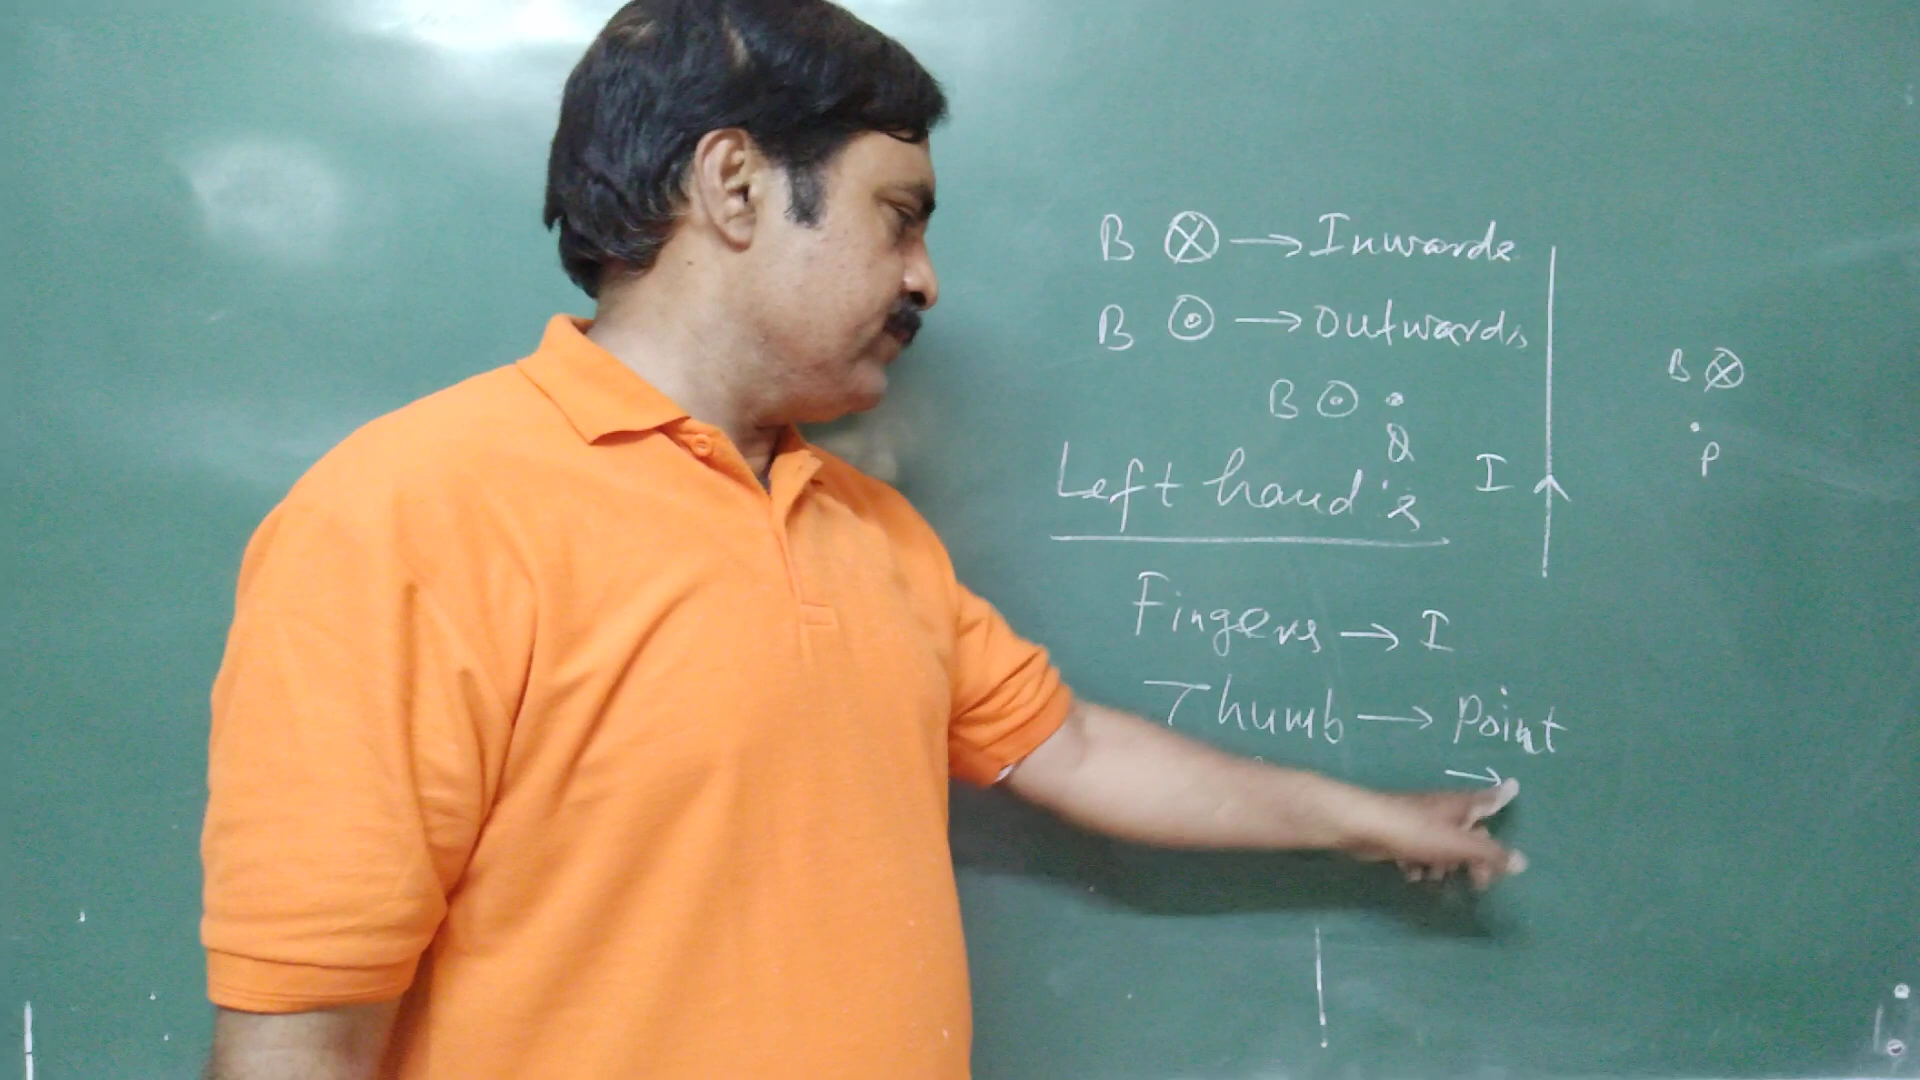 B ⊗ → Inwards
B ⊙ → Outwards
B ⊙
Q
B ⊗
P
I
Left hand's
Fingers → I
Thumb → Point
→